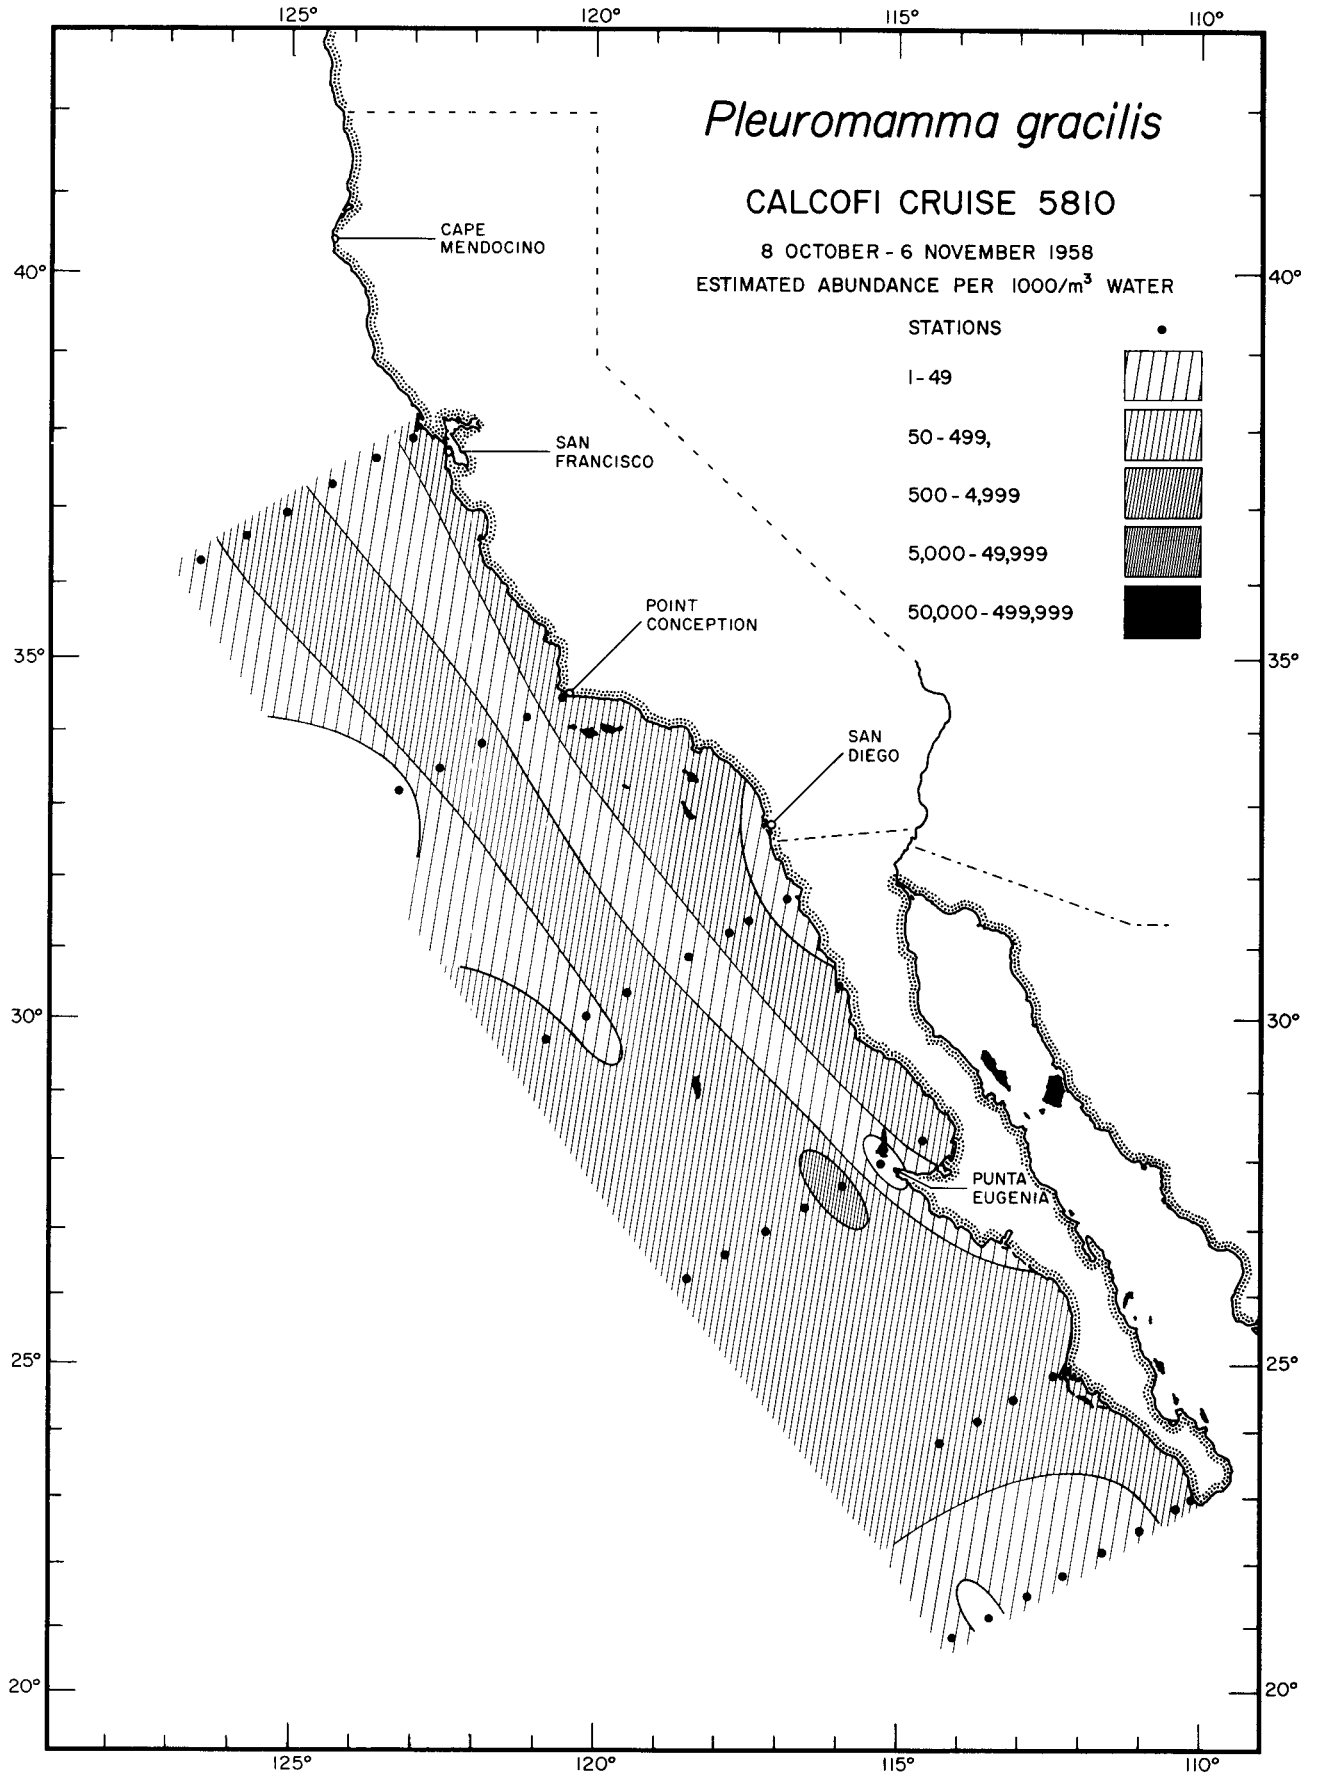 125° 120° 115° 110°
Pleuromamma gracilis
CALCOFI CRUISE 5810
8 OCTOBER - 6 NOVEMBER 1958
ESTIMATED ABUNDANCE PER 1000/m³ WATER
STATIONS
1-49
50-499,
500-4,999
5,000-49,999
50,000-499,999
CAPE
MENDOCINO
40° 40°
SAN
FRANCISCO
POINT
CONCEPTION
35° 35°
SAN
DIEGO
30° 30°
PUNTA
EUGENIA
25° 25°
20° 20°
125° 120° 115° 110°